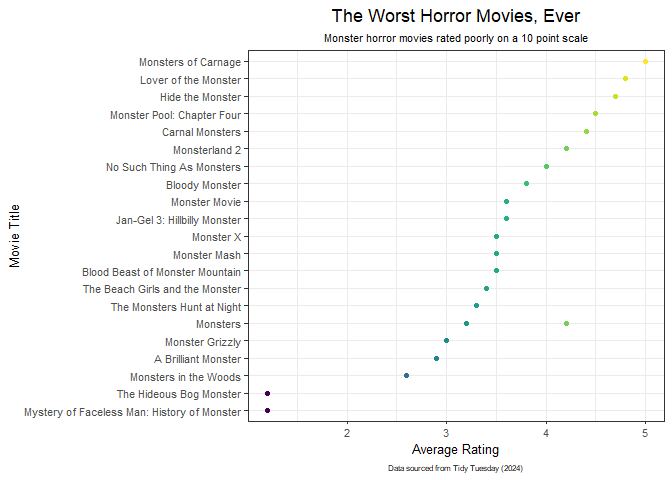 The Worst Horror Movies, Ever
Monster horror movies rated poorly on a 10 point scale
Movie Title
Monsters of Carnage
Lover of the Monster
Hide the Monster
Monster Pool: Chapter Four
Carnal Monsters
Monsterland 2
No Such Thing As Monsters
Bloody Monster
Monster Movie
Jan-Gel 3: Hillbilly Monster
Monster X
Monster Mash
Blood Beast of Monster Mountain
The Beach Girls and the Monster
The Monsters Hunt at Night
Monsters
Monster Grizzly
A Brilliant Monster
Monsters in the Woods
The Hideous Bog Monster
Mystery of Faceless Man: History of Monster
2 3 4 5
Average Rating
Data sourced from Tidy Tuesday (2024)